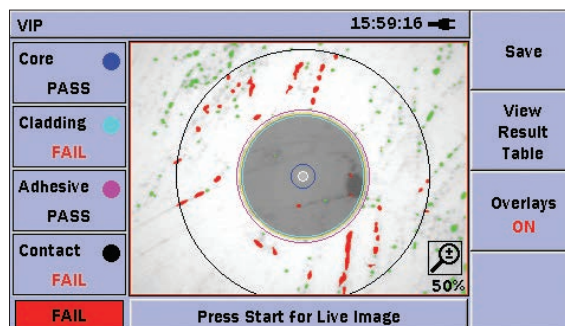 VIP 15:59:16
Core
PASS
Cladding
FAIL
Adhesive
PASS
Contact
FAIL
FAIL
50%
Press Start for Live Image
Save
View
Result
Table
Overlays
ON